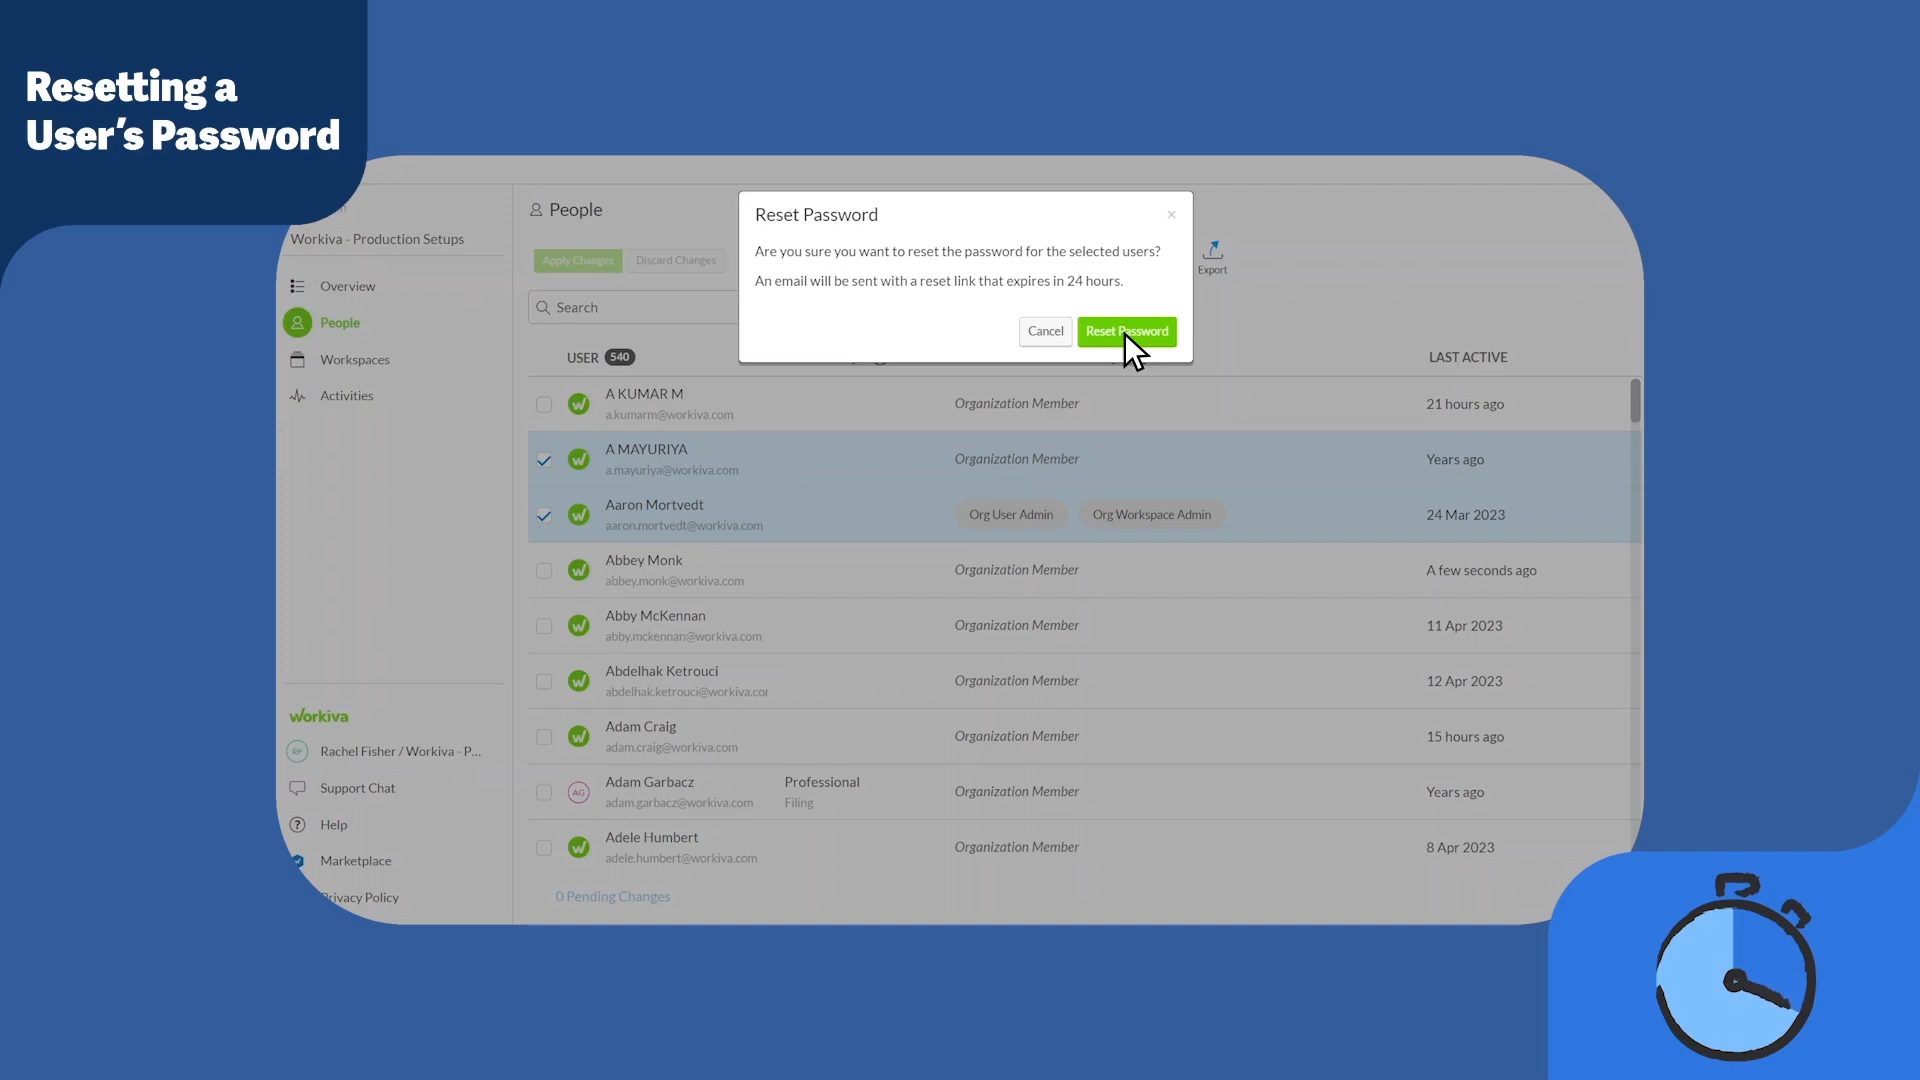 Resetting a
User's Password
Workiva - Production Setups
Overview
People
Workspaces
Activities
workiva
RF
Rachel Fisher / Workiva - P...
Support Chat
Help
Marketplace
Privacy Policy
People
Apply Changes
Discard Changes
Export
Search
Reset Password
×
Are you sure you want to reset the password for the selected users?
An email will be sent with a reset link that expires in 24 hours.
Cancel
Reset Password
USER 540
LAST ACTIVE
A KUMAR M
a.kumarm@workiva.com
Organization Member
21 hours ago
A MAYURIYA
a.mayuriya@workiva.com
Organization Member
Years ago
Aaron Mortvedt
aaron.mortvedt@workiva.com
Org User Admin
Org Workspace Admin
24 Mar 2023
Abbey Monk
abbey.monk@workiva.com
Organization Member
A few seconds ago
Abby McKennan
abby.mckennan@workiva.com
Organization Member
11 Apr 2023
Abdelhak Ketrouci
abdelhak.ketrouci@workiva.cor
Organization Member
12 Apr 2023
Adam Craig
adam.craig@workiva.com
Organization Member
15 hours ago
AG
Adam Garbacz
adam.garbacz@workiva.com
Professional
Filing
Organization Member
Years ago
Adele Humbert
adele.humbert@workiva.com
Organization Member
8 Apr 2023
0 Pending Changes